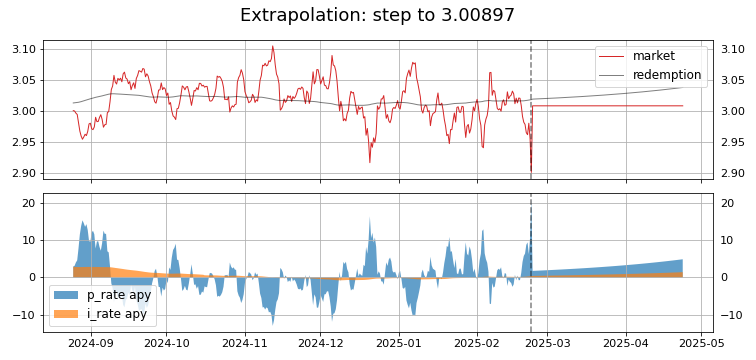 Extrapolation: step to 3.00897
3.10 3.10
market
redemption
3.05 3.05
3.00 3.00
2.95 2.95
2.90 2.90
20 20
10 10
0 0
p_rate apy
i_rate apy
−10 −10
2024-09 2024-10 2024-11 2024-12 2025-01 2025-02 2025-03 2025-04 2025-05